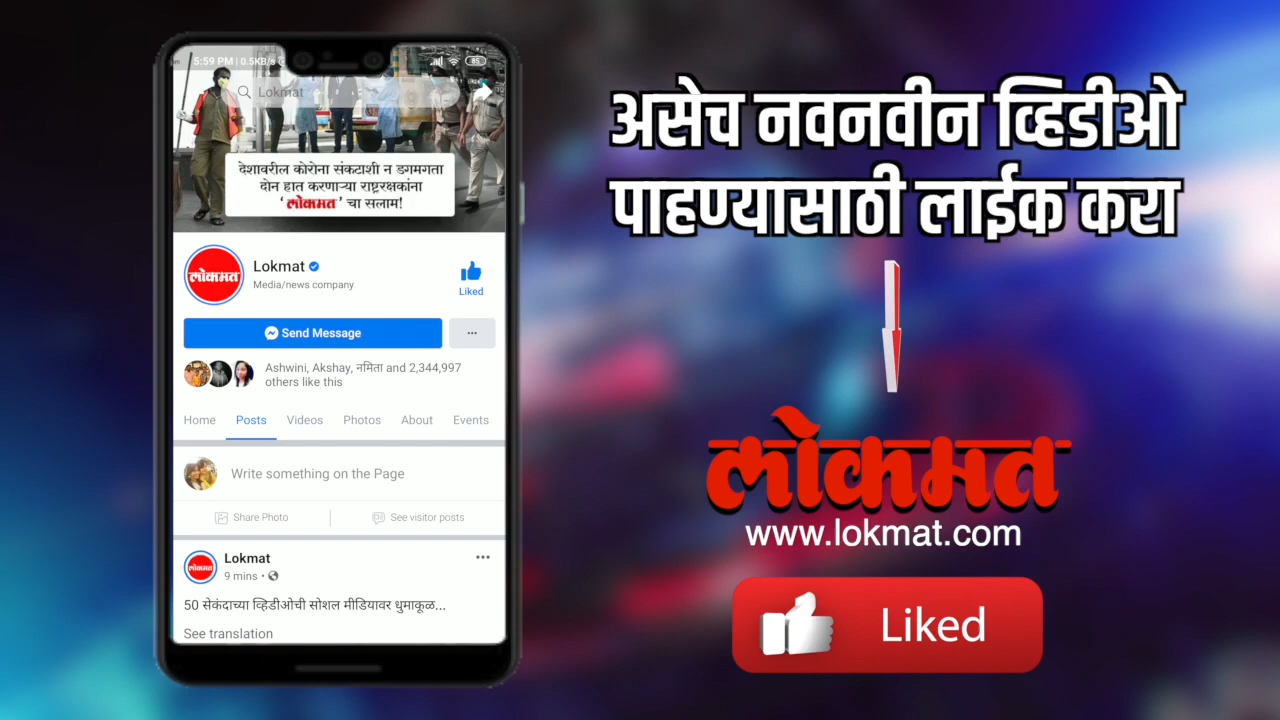 5:59 PM | 0.5KB/s
85
Lokmat
देशावरील कोरोना संकटाशी न डगमगता
दोन हात करणाऱ्या राष्ट्ररक्षकांना
‘लोकमत’ चा सलाम!
लोकमत
Lokmat
Media/news company
Liked
Send Message
Ashwini, Akshay, नमिता and 2,344,997
others like this
Home Posts Videos Photos About Events
Write something on the Page
Share Photo See visitor posts
लोकमत
Lokmat
9 mins
50 सेकंदाच्या व्हिडीओची सोशल मीडियावर धुमाकूळ...
See translation
असेच नवनवीन व्हिडीओ
पाहण्यासाठी लाईक करा
लोकमत
www.lokmat.com
Liked